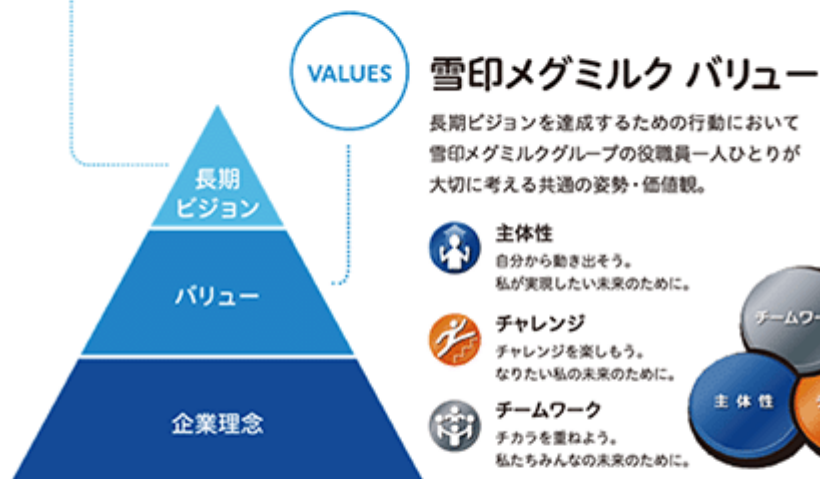 VALUES
雪印メグミルク バリュー
長期ビジョンを達成するための行動において
雪印メグミルクグループの役職員一人ひとりが
大切に考える共通の姿勢・価値観。
長期
ビジョン
バリュー
企業理念
主体性
自分から動き出そう。
私が実現したい未来のために。
チャレンジ
チャレンジを楽しもう。
なりたい私の未来のために。
チームワーク
チカラを重ねよう。
私たちみんなの未来のために。
チームワー
主体性